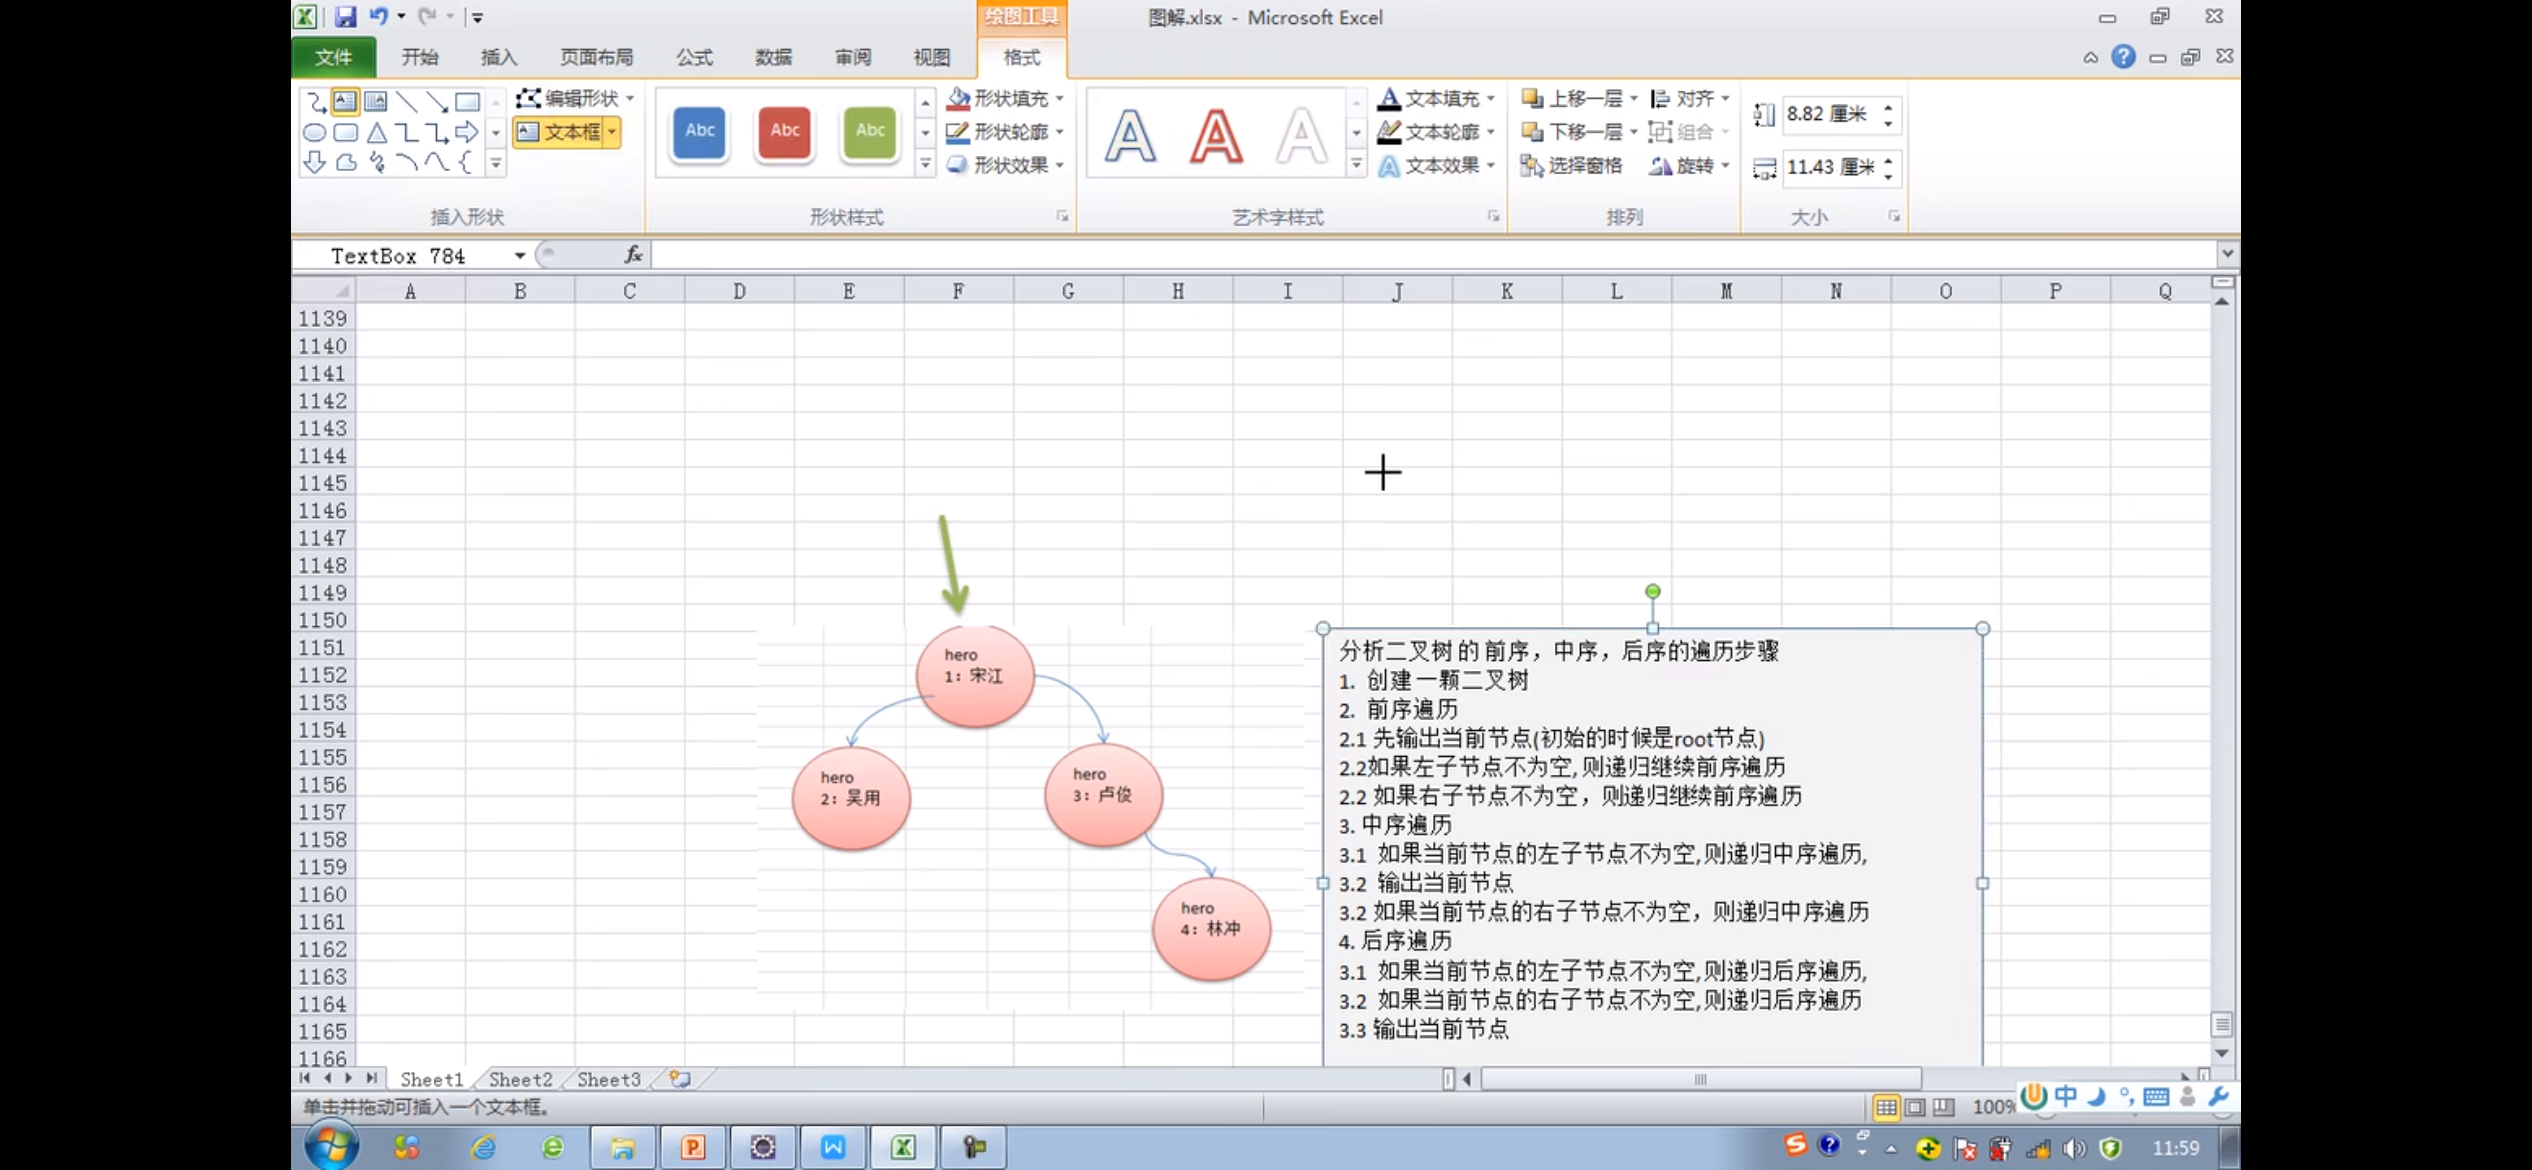 绘图工具
图解.xlsx - Microsoft Excel
文件 开始 插入 页面布局 公式 数据 审阅 视图 格式
编辑形状
文本框
插入形状
Abc Abc Abc
形状填充
形状轮廓
形状效果
形状样式
A A A
文本填充
文本轮廓
文本效果
艺术字样式
上移一层 对齐
下移一层 组合
选择窗格 旋转
排列
8.82 厘米
11.43 厘米
大小
TextBox 784 fx
A B C D E F G H I J K L M N O P Q
1139
1140
1141
1142
1143
1144
1145
1146
1147
1148
1149
1150
1151
1152
1153
1154
1155
1156
1157
1158
1159
1160
1161
1162
1163
1164
1165
1166
hero
1：宋江
hero
2：吴用
hero
3：卢俊
hero
4：林冲
分析二叉树的前序，中序，后序的遍历步骤
1. 创建一颗二叉树
2. 前序遍历
2.1 先输出当前节点(初始的时候是root节点)
2.2如果左子节点不为空,则递归继续前序遍历
2.2 如果右子节点不为空，则递归继续前序遍历
3. 中序遍历
3.1 如果当前节点的左子节点不为空,则递归中序遍历,
3.2 输出当前节点
3.2 如果当前节点的右子节点不为空，则递归中序遍历
4. 后序遍历
3.1 如果当前节点的左子节点不为空,则递归后序遍历,
3.2 如果当前节点的右子节点不为空,则递归后序遍历
3.3 输出当前节点
Sheet1 Sheet2 Sheet3
单击并拖动可插入一个文本框。
100%
中
11:59